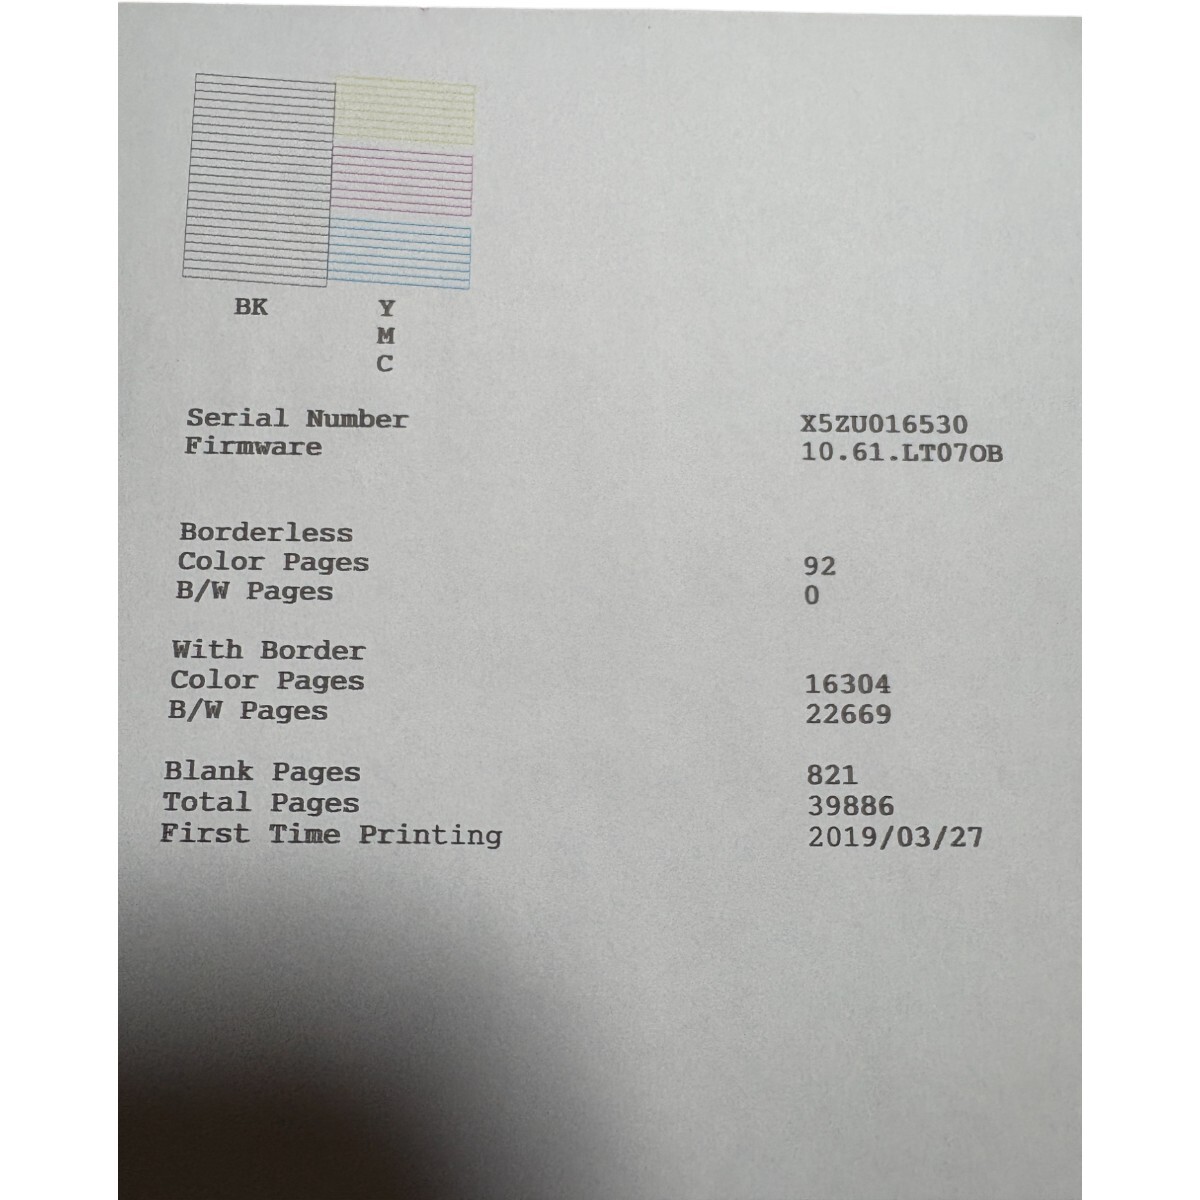 BK Y
M
C
Serial Number X5ZU016530
Firmware 10.61.LT07OB
Borderless
Color Pages 92
B/W Pages 0
With Border
Color Pages 16304
B/W Pages 22669
Blank Pages 821
Total Pages 39886
First Time Printing 2019/03/27